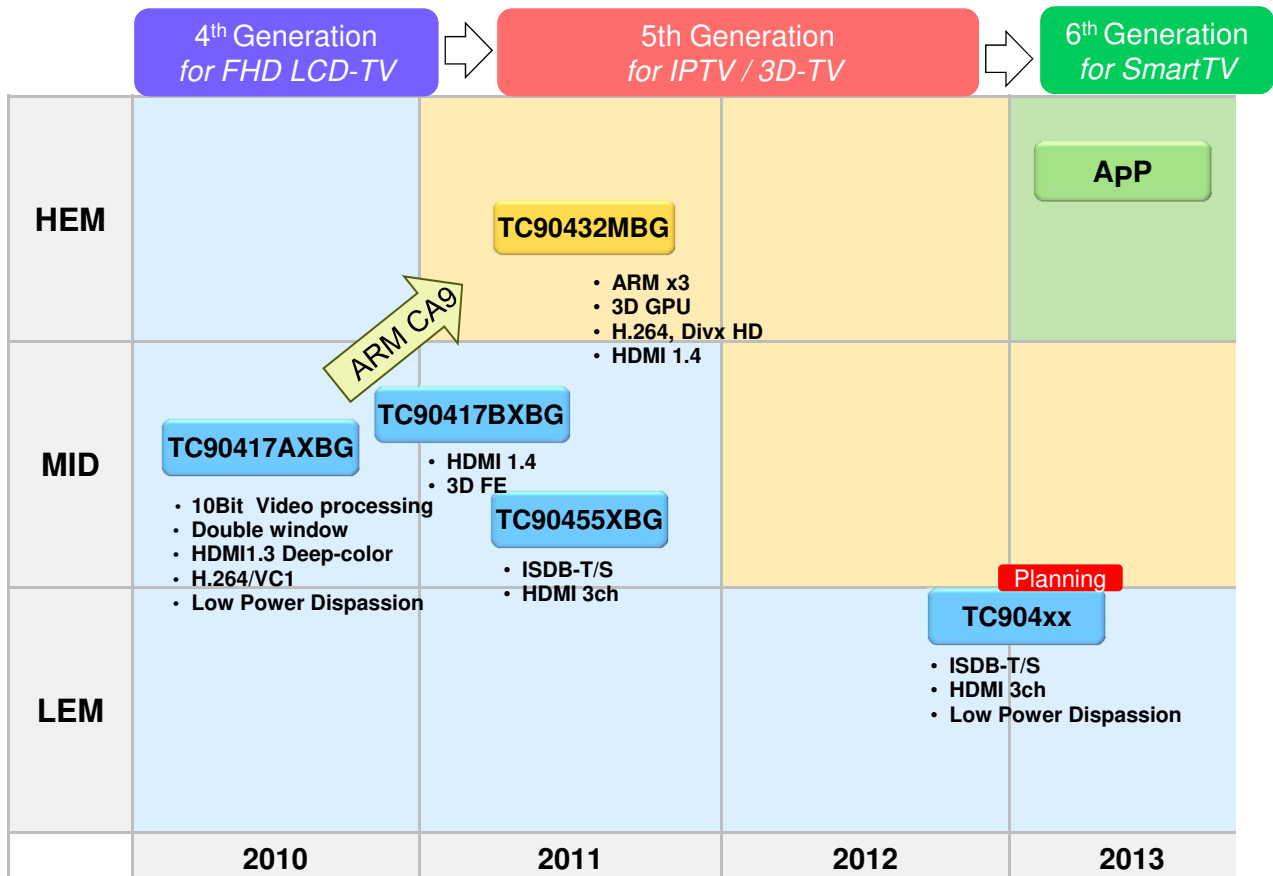 4th Generation
for FHD LCD-TV
5th Generation
for IPTV / 3D-TV
6th Generation
for SmartTV
HEM
ApP
TC90432MBG
• ARM x3
• 3D GPU
• H.264, Divx HD
• HDMI 1.4
ARM CA9
MID
TC90417AXBG
• 10Bit Video processing
• Double window
• HDMI1.3 Deep-color
• H.264/VC1
• Low Power Dispassion
TC90417BXBG
• HDMI 1.4
• 3D FE
TC90455XBG
• ISDB-T/S
• HDMI 3ch
LEM
Planning
TC904xx
• ISDB-T/S
• HDMI 3ch
• Low Power Dispassion
2010
2011
2012
2013